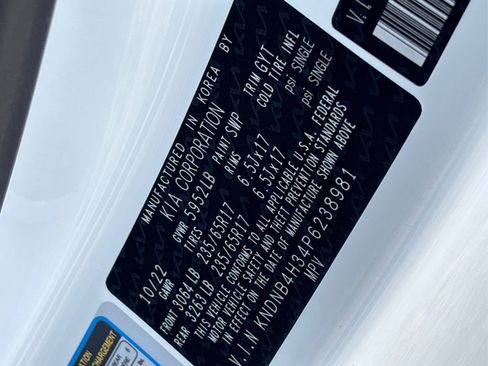 MANUFACTURED IN KOREA BY
KIA CORPORATION
10/22 GVWR 5952LB PAINT SWP TRIM GYT
GAWR TIRES RIMS COLD TIRE INFL
FRONT 3064LB 235/65R17 6.5Jx17 psi SINGLE
REAR 3263LB 235/65R17 6.5Jx17 psi SINGLE
THIS VEHICLE CONFORMS TO ALL APPLICABLE U.S.A. FEDERAL
MOTOR VEHICLE SAFETY AND THEFT PREVENTION STANDARDS
IN EFFECT ON THE DATE OF MANUFACTURE SHOWN ABOVE
V.I.N KNDNB4H34P6238981
MPV
V.I.